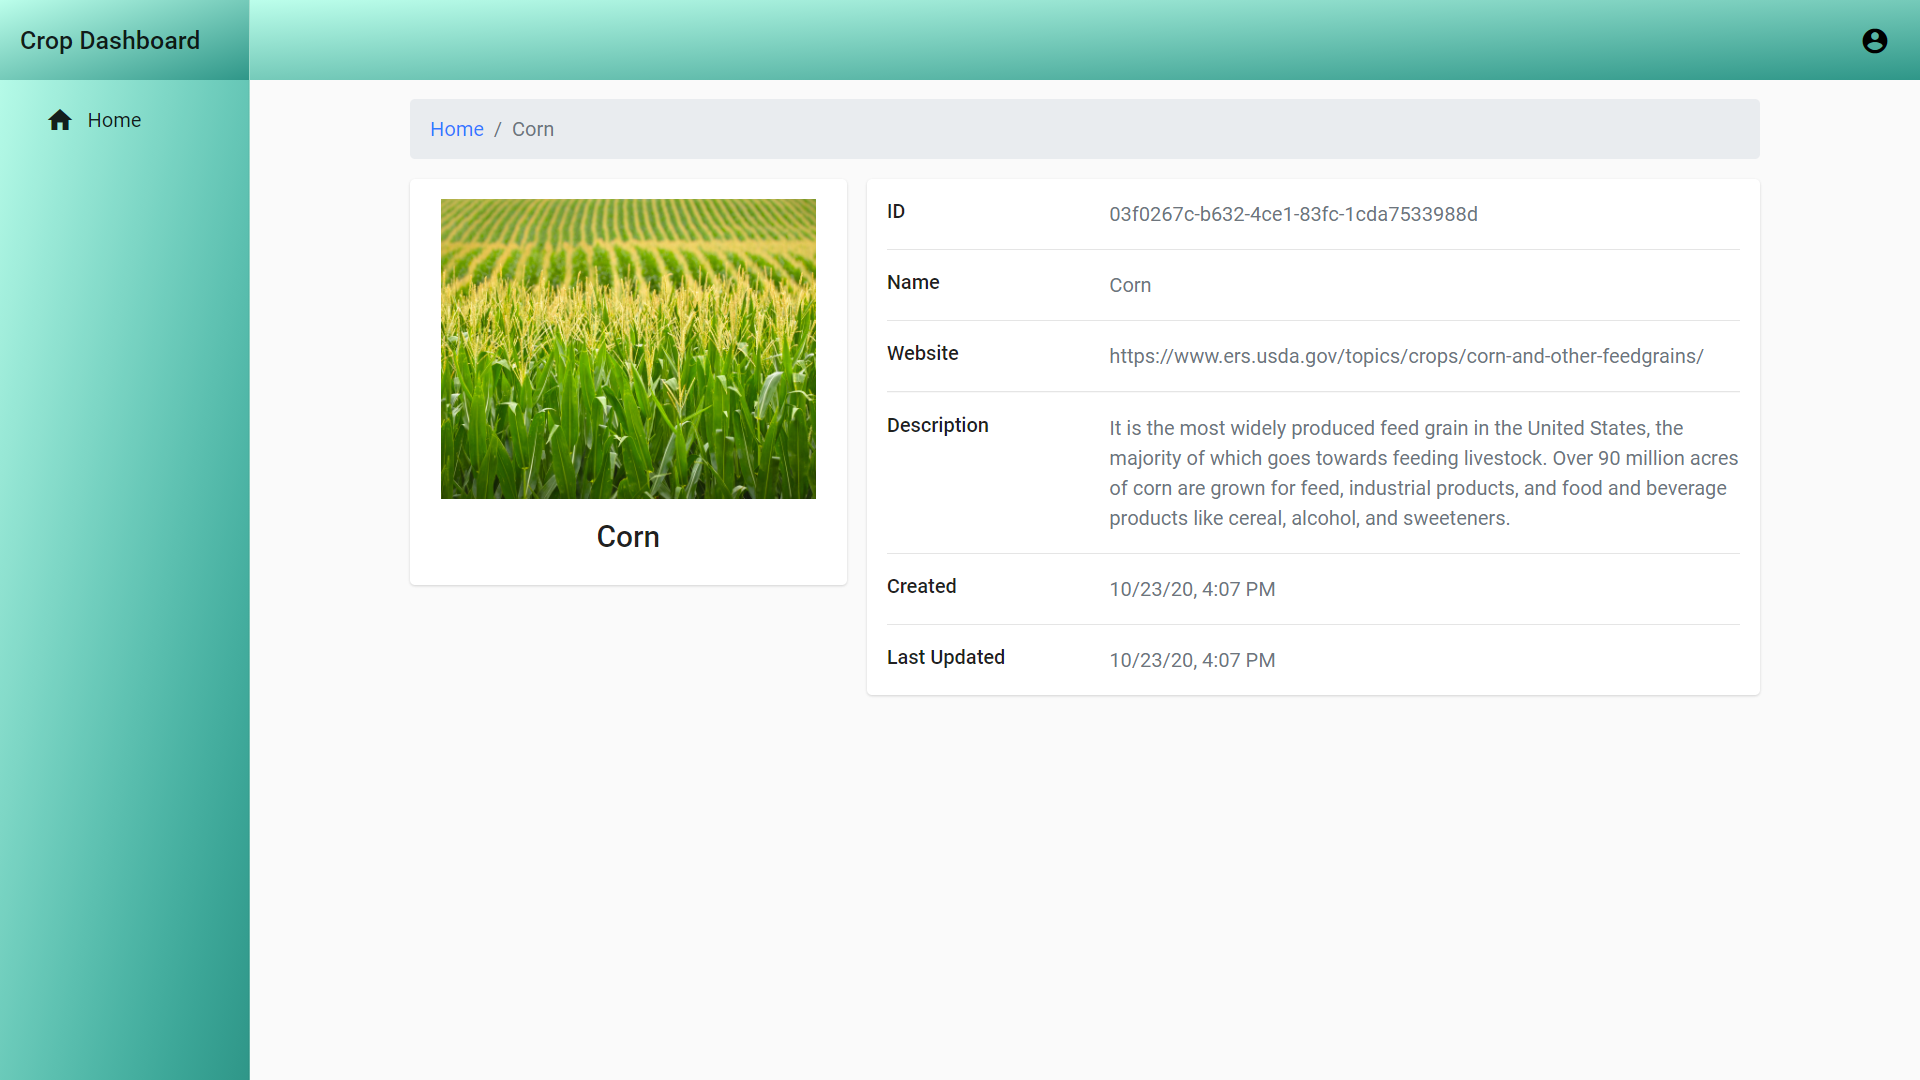 Crop Dashboard
Home
Home / Corn
Corn
ID 03f0267c-b632-4ce1-83fc-1cda7533988d
Name Corn
Website https://www.ers.usda.gov/topics/crops/corn-and-other-feedgrains/
Description It is the most widely produced feed grain in the United States, the
majority of which goes towards feeding livestock. Over 90 million acres
of corn are grown for feed, industrial products, and food and beverage
products like cereal, alcohol, and sweeteners.
Created 10/23/20, 4:07 PM
Last Updated 10/23/20, 4:07 PM